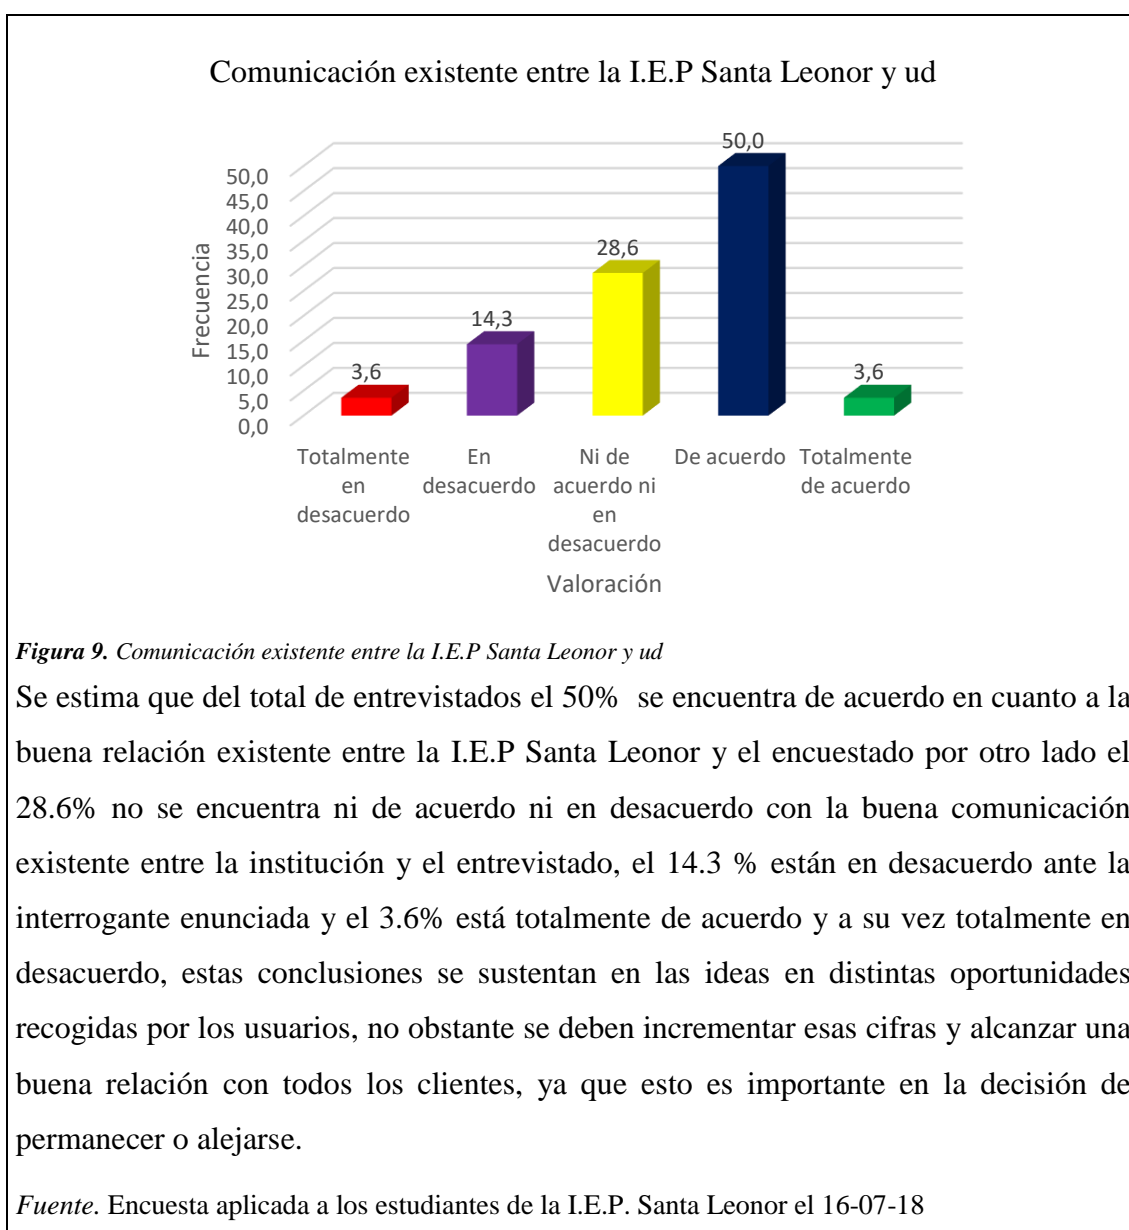 Comunicación existente entre la I.E.P Santa Leonor y ud
50,0
28,6
14,3
3,6
3,6
50,0
45,0
40,0
35,0
30,0
25,0
20,0
15,0
10,0
5,0
0,0
Frecuencia
Totalmente
en
desacuerdo
En
desacuerdo
Ni de
acuerdo ni
en
desacuerdo
De acuerdo
Totalmente
de acuerdo
Valoración
Figura 9. Comunicación existente entre la I.E.P Santa Leonor y ud
Se estima que del total de entrevistados el 50% se encuentra de acuerdo en cuanto a la
buena relación existente entre la I.E.P Santa Leonor y el encuestado por otro lado el
28.6% no se encuentra ni de acuerdo ni en desacuerdo con la buena comunicación
existente entre la institución y el entrevistado, el 14.3 % están en desacuerdo ante la
interrogante enunciada y el 3.6% está totalmente de acuerdo y a su vez totalmente en
desacuerdo, estas conclusiones se sustentan en las ideas en distintas oportunidades
recogidas por los usuarios, no obstante se deben incrementar esas cifras y alcanzar una
buena relación con todos los clientes, ya que esto es importante en la decisión de
permanecer o alejarse.
Fuente. Encuesta aplicada a los estudiantes de la I.E.P. Santa Leonor el 16-07-18